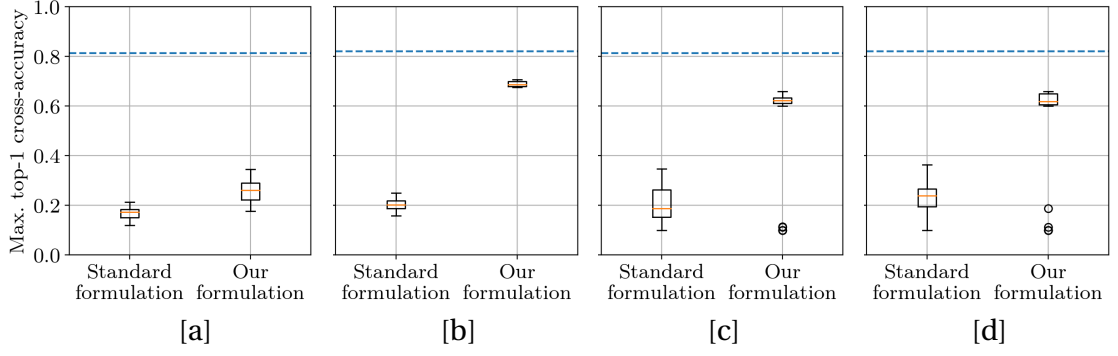 Max. top-1 cross-accuracy
1.0
0.8
0.6
0.4
0.2
0.0
Standard formulation
Our formulation
Standard formulation
Our formulation
Standard formulation
Our formulation
Standard formulation
Our formulation
[a]
[b]
[c]
[d]